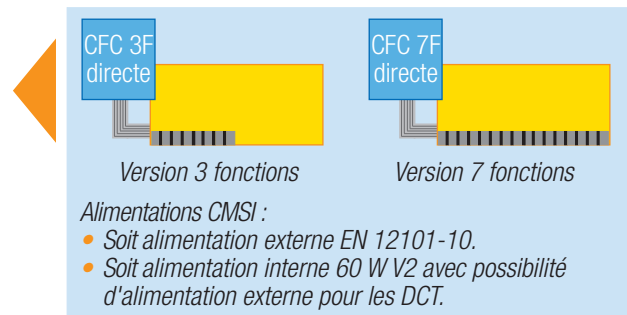 CFC 3F directe
CFC 7F directe
Version 3 fonctions
Version 7 fonctions
Alimentations CMSI :
• Soit alimentation externe EN 12101-10.
• Soit alimentation interne 60 W V2 avec possibilité
d'alimentation externe pour les DCT.